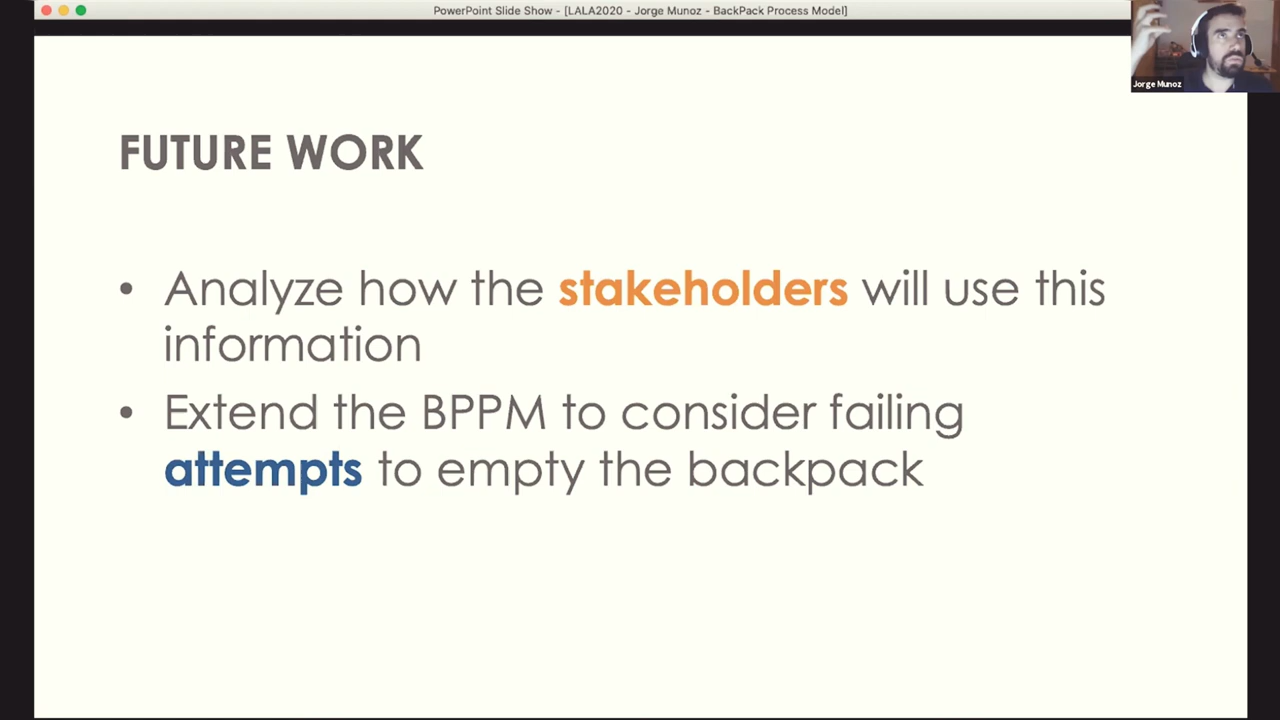 PowerPoint Slide Show - [LALA2020 - Jorge Munoz - BackPack Process Model]
Jorge Munoz
FUTURE WORK
• Analyze how the stakeholders will use this
information
• Extend the BPPM to consider failing
attempts to empty the backpack